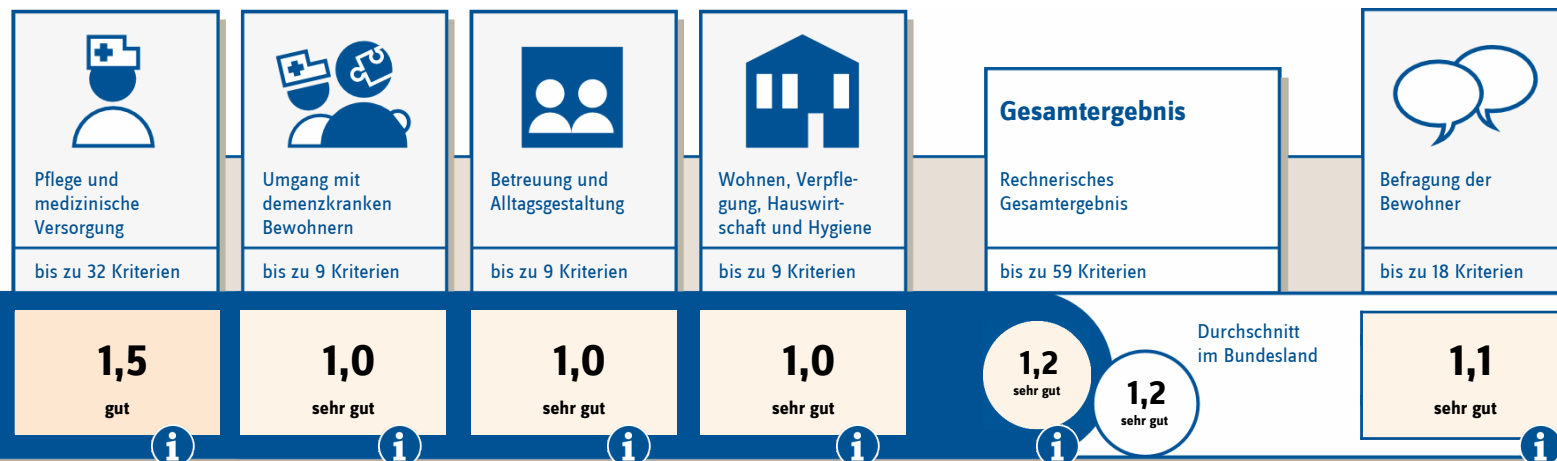 Pflege und
medizinische
Versorgung
bis zu 32 Kriterien
1,5
gut
i
Umgang mit
demenzkranken
Bewohnern
bis zu 9 Kriterien
1,0
sehr gut
i
Betreuung und
Alltagsgestaltung
bis zu 9 Kriterien
1,0
sehr gut
i
Wohnen, Verpfle-
gung, Hauswirt-
schaft und Hygiene
bis zu 9 Kriterien
1,0
sehr gut
i
Gesamtergebnis
Rechnerisches
Gesamtergebnis
bis zu 59 Kriterien
1,2
sehr gut
i
Durchschnitt
im Bundesland
1,2
sehr gut
Befragung der
Bewohner
bis zu 18 Kriterien
1,1
sehr gut
i